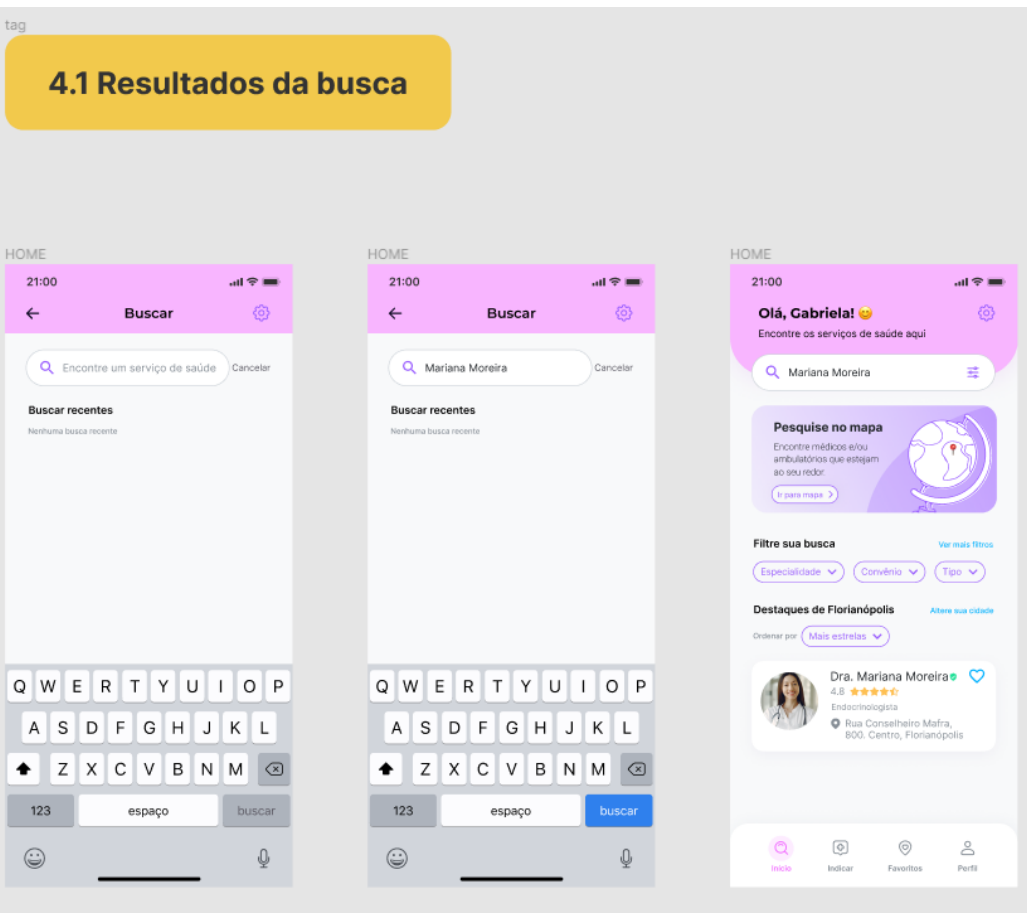 tag
4.1 Resultados da busca
HOME
21:00
Buscar
Encontre um serviço de saúde
Cancelar
Buscar recentes
Nenhuma busca recente
Q W E R T Y U I O P
A S D F G H J K L
Z X C V B N M
123 espaço buscar
HOME
21:00
Buscar
Mariana Moreira
Cancelar
Buscar recentes
Nenhuma busca recente
Q W E R T Y U I O P
A S D F G H J K L
Z X C V B N M
123 espaço buscar
HOME
21:00
Olá, Gabriela! 😊
Encontre os serviços de saúde aqui
Mariana Moreira
Pesquise no mapa
Encontre médicos e/ou
ambulatórios que estejam
ao seu redor
Ir para mapa
Filtre sua busca
Ver mais filtros
Especialidade
Convênio
Tipo
Destaques de Florianópolis
Altere sua cidade
Ordenar por
Mais estrelas
Dra. Mariana Moreira
4.8
Endocrinologista
Rua Conselheiro Mafra,
800. Centro, Florianópolis
Início
Indicar
Favoritos
Perfil